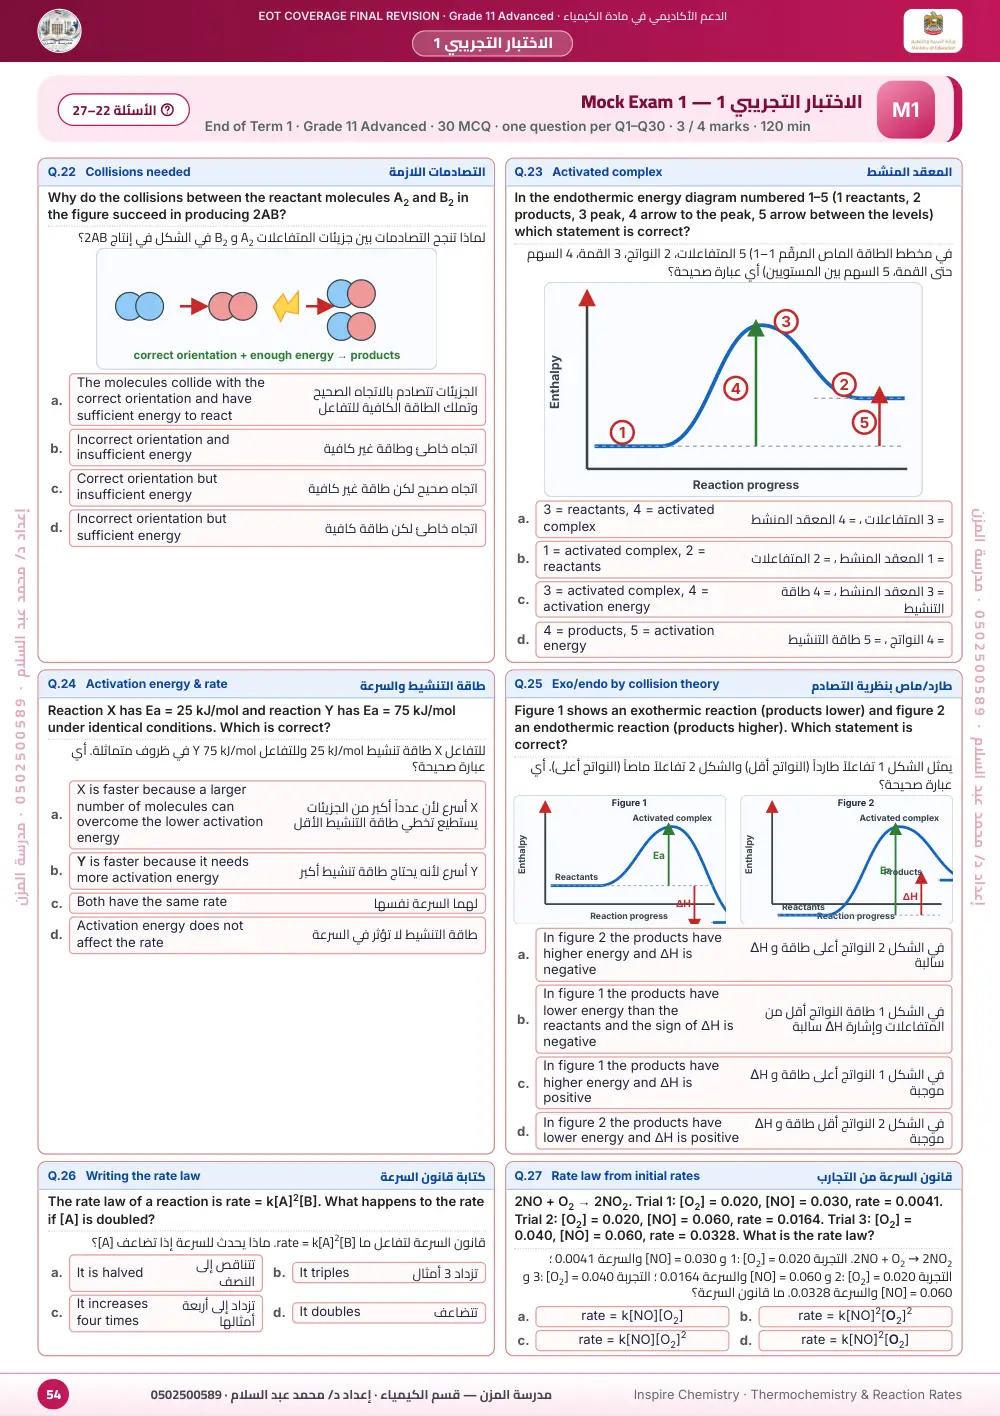 EOT COVERAGE FINAL REVISION · Grade 11 Advanced · الدعم الأكاديمي في مادة الكيمياء
الاختبار التجريبي 1
M1
الاختبار التجريبي 1 — Mock Exam 1
End of Term 1 · Grade 11 Advanced · 30 MCQ · one question per Q1–Q30 · 3 / 4 marks · 120 min
الأسئلة 22–27
Q.22 Collisions needed التصادمات اللازمة
Why do the collisions between the reactant molecules A₂ and B₂ in
the figure succeed in producing 2AB?
لماذا تنجح التصادمات بين جزيئات المتفاعلات A₂ و B₂ في الشكل في إنتاج 2AB؟
correct orientation + enough energy → products
a. The molecules collide with the
correct orientation and have
sufficient energy to react
الجزيئات تتصادم بالاتجاه الصحيح
وتملك الطاقة الكافية للتفاعل
b. Incorrect orientation and
insufficient energy
اتجاه خاطئ وطاقة غير كافية
c. Correct orientation but
insufficient energy
اتجاه صحيح لكن طاقة غير كافية
d. Incorrect orientation but
sufficient energy
اتجاه خاطئ لكن طاقة كافية
Q.23 Activated complex المعقد المنشط
In the endothermic energy diagram numbered 1–5 (1 reactants, 2
products, 3 peak, 4 arrow to the peak, 5 arrow between the levels)
which statement is correct?
في مخطط الطاقة الماص المرقّم 1–5 (1 المتفاعلات، 2 النواتج، 3 القمة، 4 السهم
حتى القمة، 5 السهم بين المستويين) أي عبارة صحيحة؟
Enthalpy
1
2
3
4
5
Reaction progress
a. 3 = reactants, 4 = activated
complex
3 = المتفاعلات ، 4 = المعقد المنشط
b. 1 = activated complex, 2 =
reactants
1 = المعقد المنشط ، 2 = المتفاعلات
c. 3 = activated complex, 4 =
activation energy
3 = المعقد المنشط ، 4 = طاقة
التنشيط
d. 4 = products, 5 = activation
energy
4 = النواتج ، 5 = طاقة التنشيط
Q.24 Activation energy & rate طاقة التنشيط والسرعة
Reaction X has Ea = 25 kJ/mol and reaction Y has Ea = 75 kJ/mol
under identical conditions. Which is correct?
للتفاعل X طاقة تنشيط 25 kJ/mol وللتفاعل Y 75 kJ/mol في ظروف متماثلة. أي
عبارة صحيحة؟
a. X is faster because a larger
number of molecules can
overcome the lower activation
energy
X أسرع لأن عدداً أكبر من الجزيئات
يستطيع تخطي طاقة التنشيط الأقل
b. Y is faster because it needs
more activation energy
Y أسرع لأنه يحتاج طاقة تنشيط أكبر
c. Both have the same rate
لهما السرعة نفسها
d. Activation energy does not
affect the rate
طاقة التنشيط لا تؤثر في السرعة
Q.25 Exo/endo by collision theory طارد/ماص بنظرية التصادم
Figure 1 shows an exothermic reaction (products lower) and figure 2
an endothermic reaction (products higher). Which statement is
correct?
يمثل الشكل 1 تفاعلاً طارداً (النواتج أقل) والشكل 2 تفاعلاً ماصاً (النواتج أعلى). أي
عبارة صحيحة؟
Figure 1
Activated complex
Enthalpy
Ea
Reactants
ΔH
Reaction progress
Figure 2
Activated complex
Enthalpy
Ea
Products
ΔH
Reactants
Reaction progress
a. In figure 2 the products have
higher energy and ΔH is
negative
في الشكل 2 النواتج أعلى طاقة و ΔH
سالبة
b. In figure 1 the products have
lower energy than the
reactants and the sign of ΔH is
negative
في الشكل 1 طاقة النواتج أقل من
المتفاعلات وإشارة ΔH سالبة
c. In figure 1 the products have
higher energy and ΔH is
positive
في الشكل 1 النواتج أعلى طاقة و ΔH
موجبة
d. In figure 2 the products have
lower energy and ΔH is positive
في الشكل 2 النواتج أقل طاقة و ΔH
موجبة
Q.26 Writing the rate law كتابة قانون السرعة
The rate law of a reaction is rate = k[A]²[B]. What happens to the rate
if [A] is doubled?
قانون السرعة لتفاعل ما rate = k[A]²[B]. ماذا يحدث للسرعة إذا تضاعف [A]؟
a. It is halved تتناقص إلى
النصف
b. It triples تزداد 3 أمثال
c. It increases
four times
تزداد إلى أربعة
أمثالها
d. It doubles تتضاعف
Q.27 Rate law from initial rates قانون السرعة من التجارب
2NO + O₂ → 2NO₂. Trial 1: [O₂] = 0.020, [NO] = 0.030, rate = 0.0041.
Trial 2: [O₂] = 0.020, [NO] = 0.060, rate = 0.0164. Trial 3: [O₂] =
0.040, [NO] = 0.060, rate = 0.0328. What is the rate law?
2NO + O₂ → 2NO₂. التجربة 1: [O₂] = 0.020 و [NO] = 0.030 والسرعة 0.0041 ؛
التجربة 2: [O₂] = 0.020 و [NO] = 0.060 والسرعة 0.0164 ؛ التجربة 3: [O₂] = 0.040 و
[NO] = 0.060 والسرعة 0.0328. ما قانون السرعة؟
a. rate = k[NO][O₂]
b. rate = k[NO]²[O₂]²
c. rate = k[NO][O₂]²
d. rate = k[NO]²[O₂]
إعداد د/ محمد عبد السلام · 0502500589 · مدرسة المزن
إعداد د/ محمد عبد السلام · 0502500589 · مدرسة المزن
54
مدرسة المزن — قسم الكيمياء · إعداد د/ محمد عبد السلام · 0502500589
Inspire Chemistry · Thermochemistry & Reaction Rates